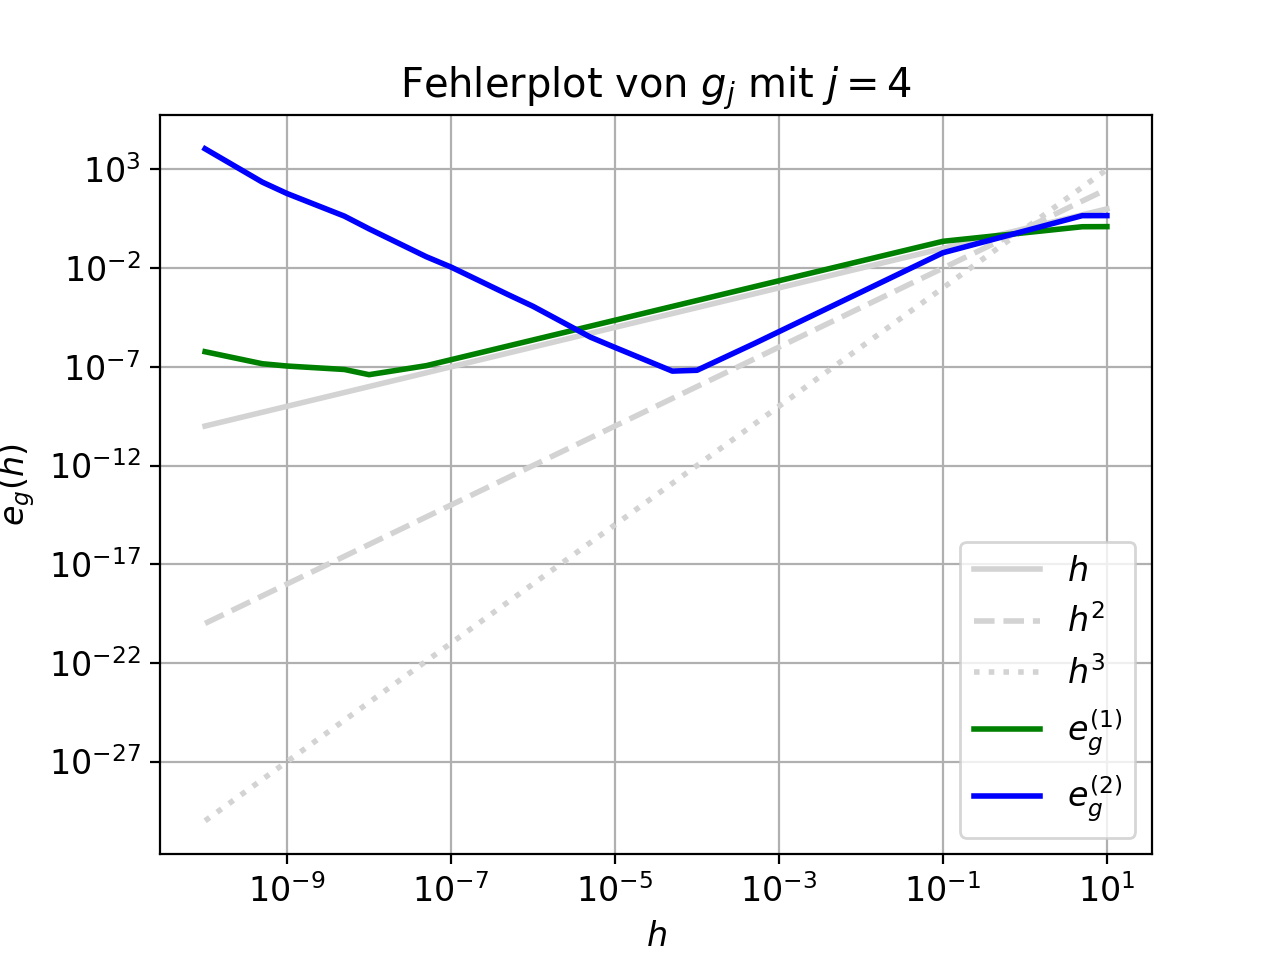 Fehlerplot von $g_j$ mit $j = 4$
$10^{3}$
$10^{-2}$
$10^{-7}$
$10^{-12}$
$10^{-17}$
$10^{-22}$
$10^{-27}$
$e_g(h)$
$h$
$h^2$
$h^3$
$e_g^{(1)}$
$e_g^{(2)}$
$10^{-9}$ $10^{-7}$ $10^{-5}$ $10^{-3}$ $10^{-1}$ $10^{1}$
$h$